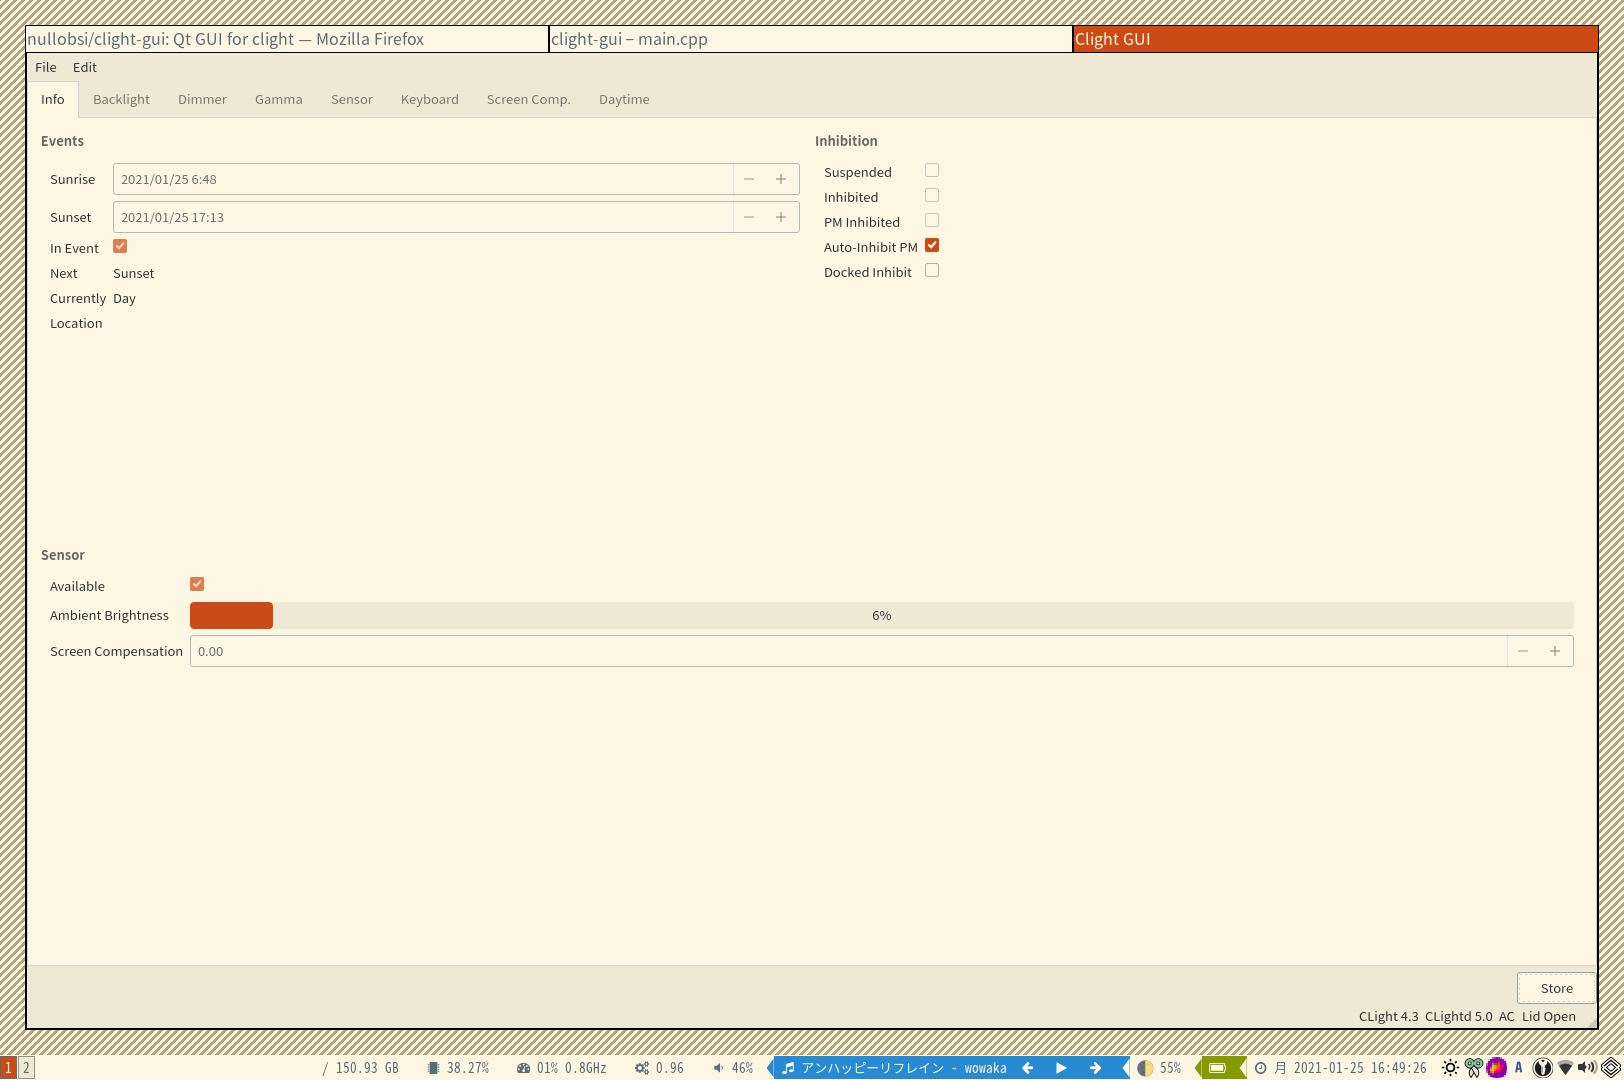 nullobsi/clight-gui: Qt GUI for clight — Mozilla Firefox
clight-gui – main.cpp
Clight GUI
File Edit
Info Backlight Dimmer Gamma Sensor Keyboard Screen Comp. Daytime
Events
Sunrise 2021/01/25 6:48
Sunset 2021/01/25 17:13
In Event
Next Sunset
Currently Day
Location
Inhibition
Suspended
Inhibited
PM Inhibited
Auto-Inhibit PM
Docked Inhibit
Sensor
Available
Ambient Brightness 6%
Screen Compensation 0.00
Store
CLight 4.3 CLightd 5.0 AC Lid Open
1 2 / 150.93 GB 38.27% 01% 0.8GHz 0.96 46% アンハッピーリフレイン - wowaka 55% 月 2021-01-25 16:49:26 A